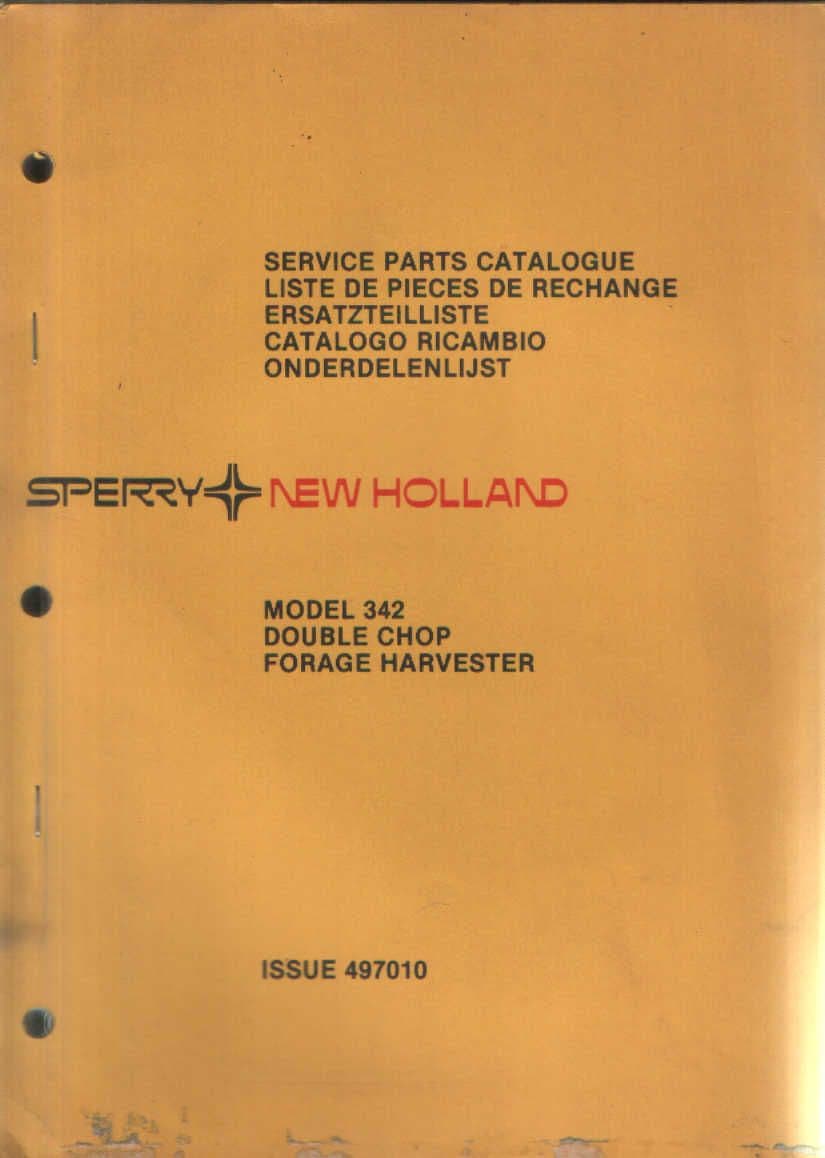 SERVICE PARTS CATALOGUE
LISTE DE PIECES DE RECHANGE
ERSATZTEILLISTE
CATALOGO RICAMBIO
ONDERDELENLIJST
SPERRY NEW HOLLAND
MODEL 342
DOUBLE CHOP
FORAGE HARVESTER
ISSUE 497010